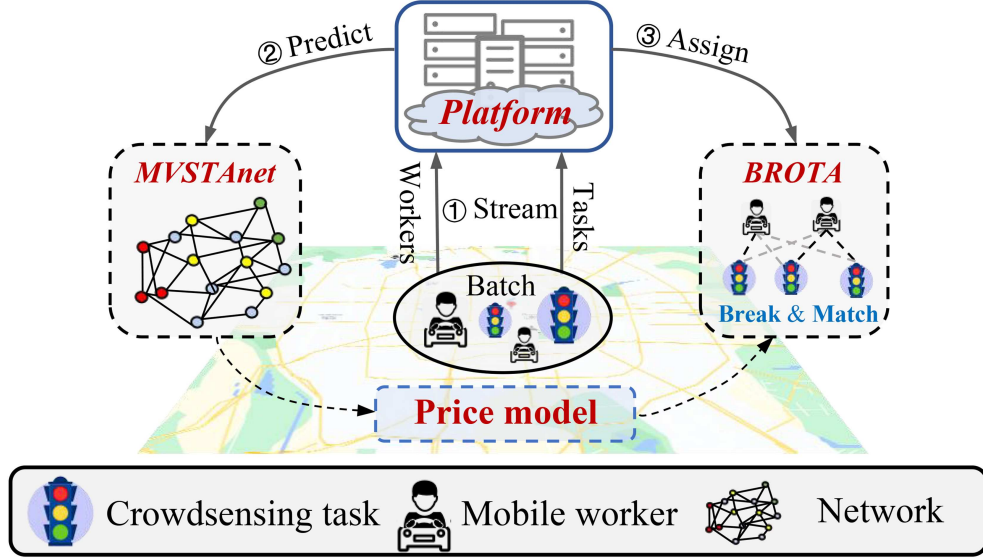 ② Predict
③ Assign
Platform
MVSTAnet
Workers
① Stream
Tasks
BROTA
Batch
Break & Match
Price model
Crowdsensing task
Mobile worker
Network